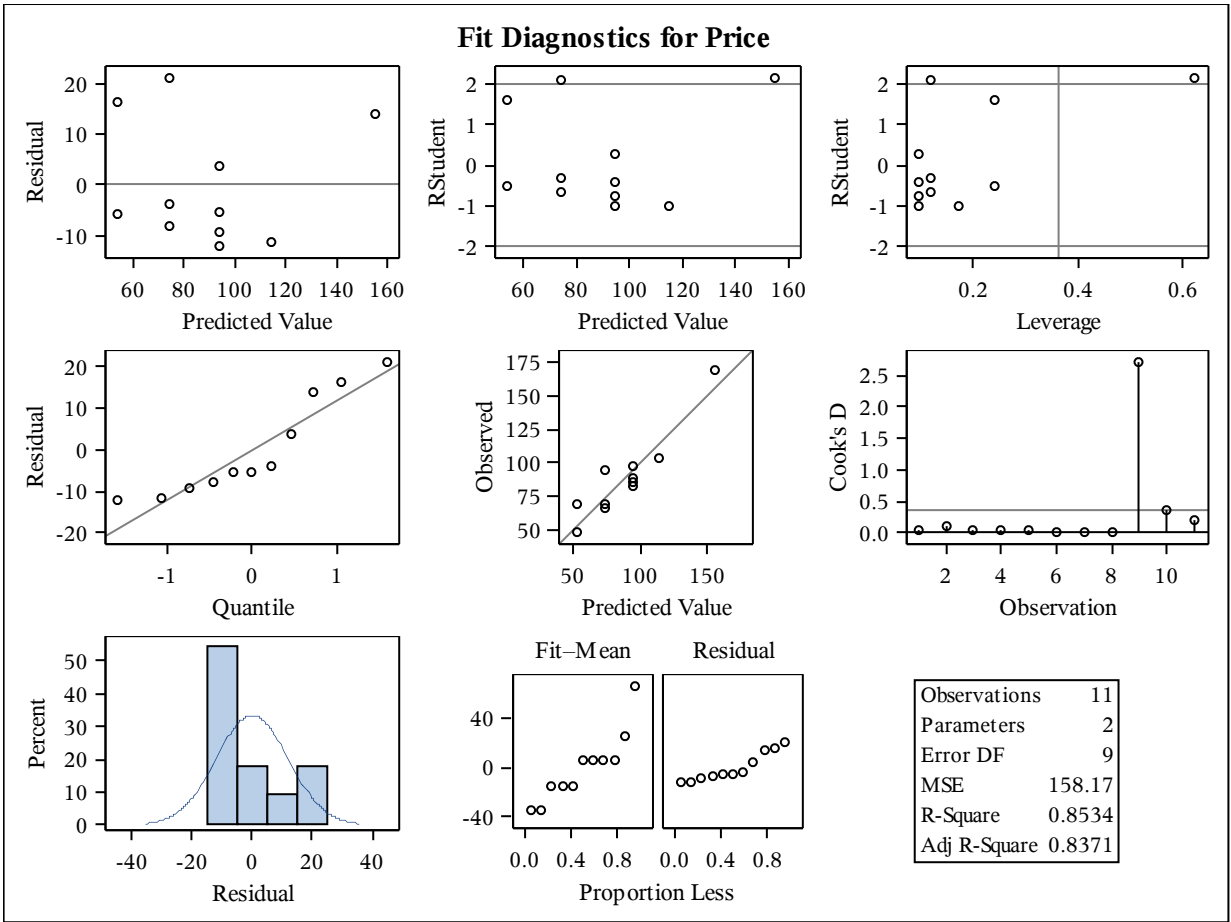 Fit Diagnostics for Price
Residual
20
10
0
-10
60 80 100 120 140 160
Predicted Value
RStudent
2
1
0
-1
-2
60 80 100 120 140 160
Predicted Value
RStudent
2
1
0
-1
-2
0.2 0.4 0.6
Leverage
Residual
20
10
0
-10
-20
-1 0 1
Quantile
Observed
175
150
125
100
75
50
50 100 150
Predicted Value
Cook's D
2.5
2.0
1.5
1.0
0.5
0.0
2 4 6 8 10
Observation
Percent
50
40
30
20
10
0
-40 -20 0 20 40
Residual
Fit–Mean Residual
40
0
-40
0.0 0.4 0.8 0.0 0.4 0.8
Proportion Less
Observations 11
Parameters 2
Error DF 9
MSE 158.17
R-Square 0.8534
Adj R-Square 0.8371